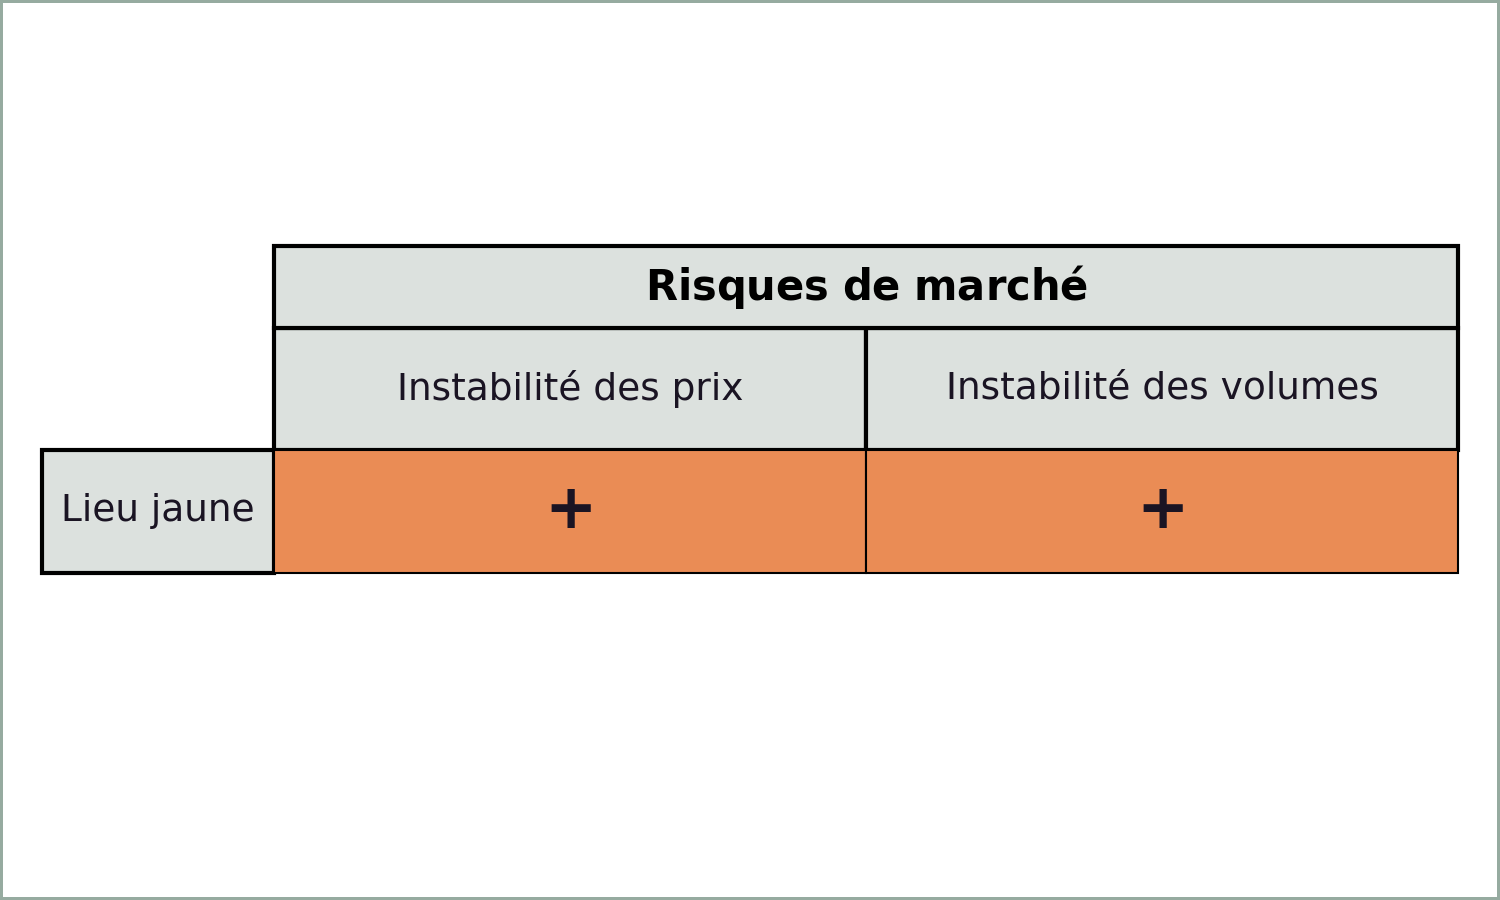 Risques de marché
Instabilité des prix
Instabilité des volumes
Lieu jaune
+
+